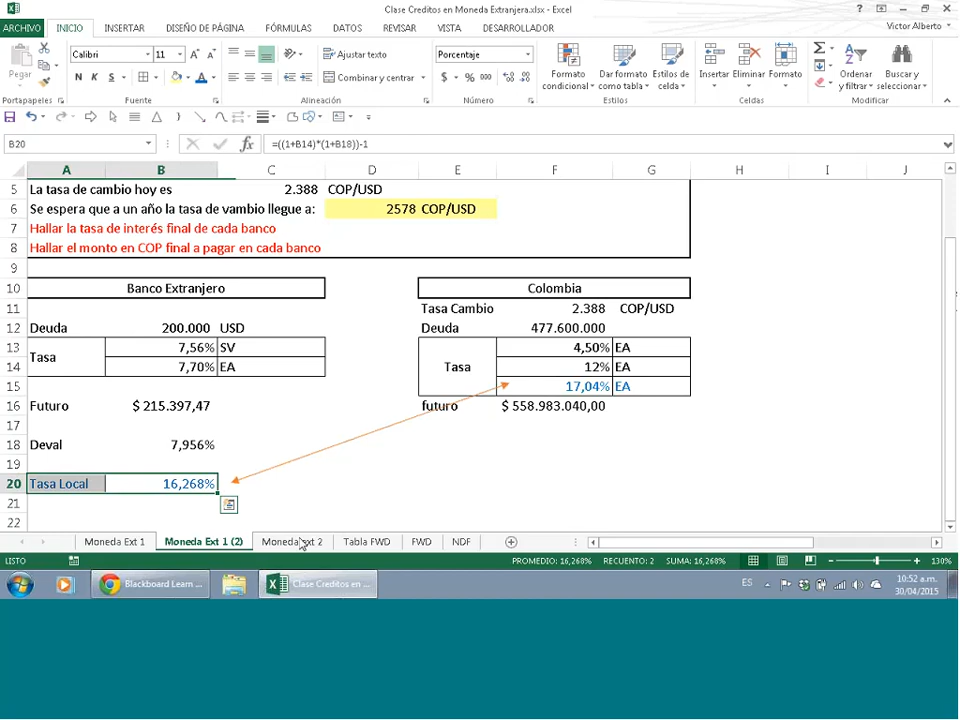 Clase Creditos en Moneda Extranjera.xlsx - Excel
ARCHIVO INICIO INSERTAR DISEÑO DE PÁGINA FÓRMULAS DATOS REVISAR VISTA DESARROLLADOR Victor Alberto
Pegar
Calibri 11
N K S
Ajustar texto
Combinar y centrar
Porcentaje
$ % 000
Formato condicional
Dar formato como tabla
Estilos de celda
Insertar Eliminar Formato
Ordenar y filtrar
Buscar y seleccionar
Portapapeles Fuente Alineación Número Estilos Celdas Modificar
B20 fx =((1+B14)*(1+B18))-1
A B C D E F G H I J
5 La tasa de cambio hoy es 2.388 COP/USD
6 Se espera que a un año la tasa de vambio llegue a: 2578 COP/USD
7 Hallar la tasa de interés final de cada banco
8 Hallar el monto en COP final a pagar en cada banco
9
10 Banco Extranjero Colombia
11 Tasa Cambio 2.388 COP/USD
12 Deuda 200.000 USD Deuda 477.600.000
13 Tasa 7,56% SV Tasa 4,50% EA
14 7,70% EA 12% EA
15 17,04% EA
16 Futuro $ 215.397,47 futuro $ 558.983.040,00
17
18 Deval 7,956%
19
20 Tasa Local 16,268%
21
22
Moneda Ext 1 Moneda Ext 1 (2) Moneda Ext 2 Tabla FWD FWD NDF
LISTO PROMEDIO: 16,268% RECUENTO: 2 SUMA: 16,268% 130%
Blackboard Learn ... Clase Creditos en ... ES 10:52 a.m.
30/04/2015